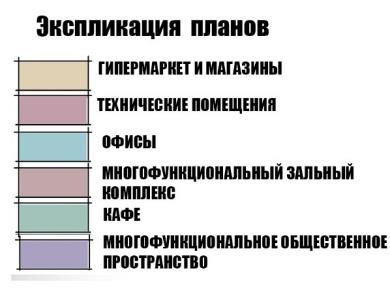 Экспликация планов
ГИПЕРМАРКЕТ И МАГАЗИНЫ
ТЕХНИЧЕСКИЕ ПОМЕЩЕНИЯ
ОФИСЫ
МНОГОФУНКЦИОНАЛЬНЫЙ ЗАЛЬНЫЙ
КОМПЛЕКС
КАФЕ
МНОГОФУНКЦИОНАЛЬНОЕ ОБЩЕСТВЕННОЕ
ПРОСТРАНСТВО